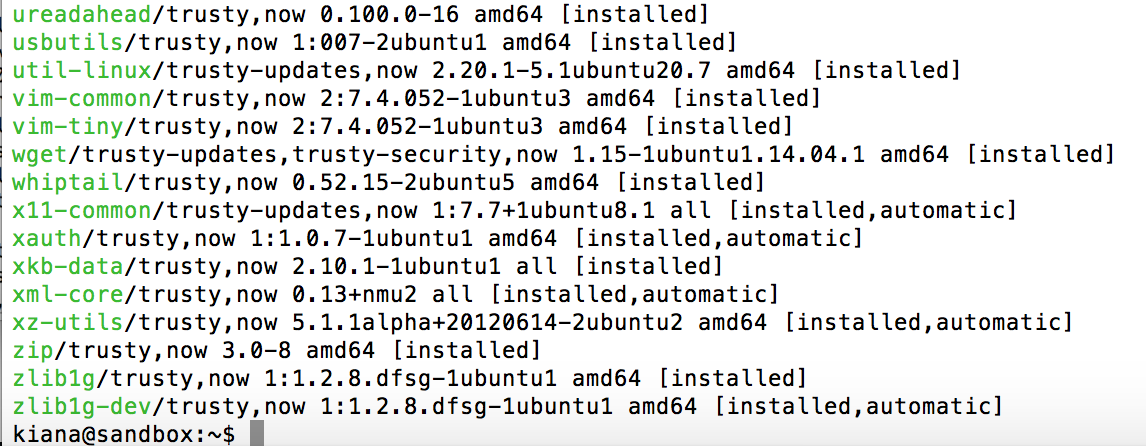 ureadahead/trusty,now 0.100.0-16 amd64 [installed]
usbutils/trusty,now 1:007-2ubuntu1 amd64 [installed]
util-linux/trusty-updates,now 2.20.1-5.1ubuntu20.7 amd64 [installed]
vim-common/trusty,now 2:7.4.052-1ubuntu3 amd64 [installed]
vim-tiny/trusty,now 2:7.4.052-1ubuntu3 amd64 [installed]
wget/trusty-updates,trusty-security,now 1.15-1ubuntu1.14.04.1 amd64 [installed]
whiptail/trusty,now 0.52.15-2ubuntu5 amd64 [installed]
x11-common/trusty-updates,now 1:7.7+1ubuntu8.1 all [installed,automatic]
xauth/trusty,now 1:1.0.7-1ubuntu1 amd64 [installed,automatic]
xkb-data/trusty,now 2.10.1-1ubuntu1 all [installed]
xml-core/trusty,now 0.13+nmu2 all [installed,automatic]
xz-utils/trusty,now 5.1.1alpha+20120614-2ubuntu2 amd64 [installed,automatic]
zip/trusty,now 3.0-8 amd64 [installed]
zlib1g/trusty,now 1:1.2.8.dfsg-1ubuntu1 amd64 [installed]
zlib1g-dev/trusty,now 1:1.2.8.dfsg-1ubuntu1 amd64 [installed,automatic]
kiana@sandbox:~$